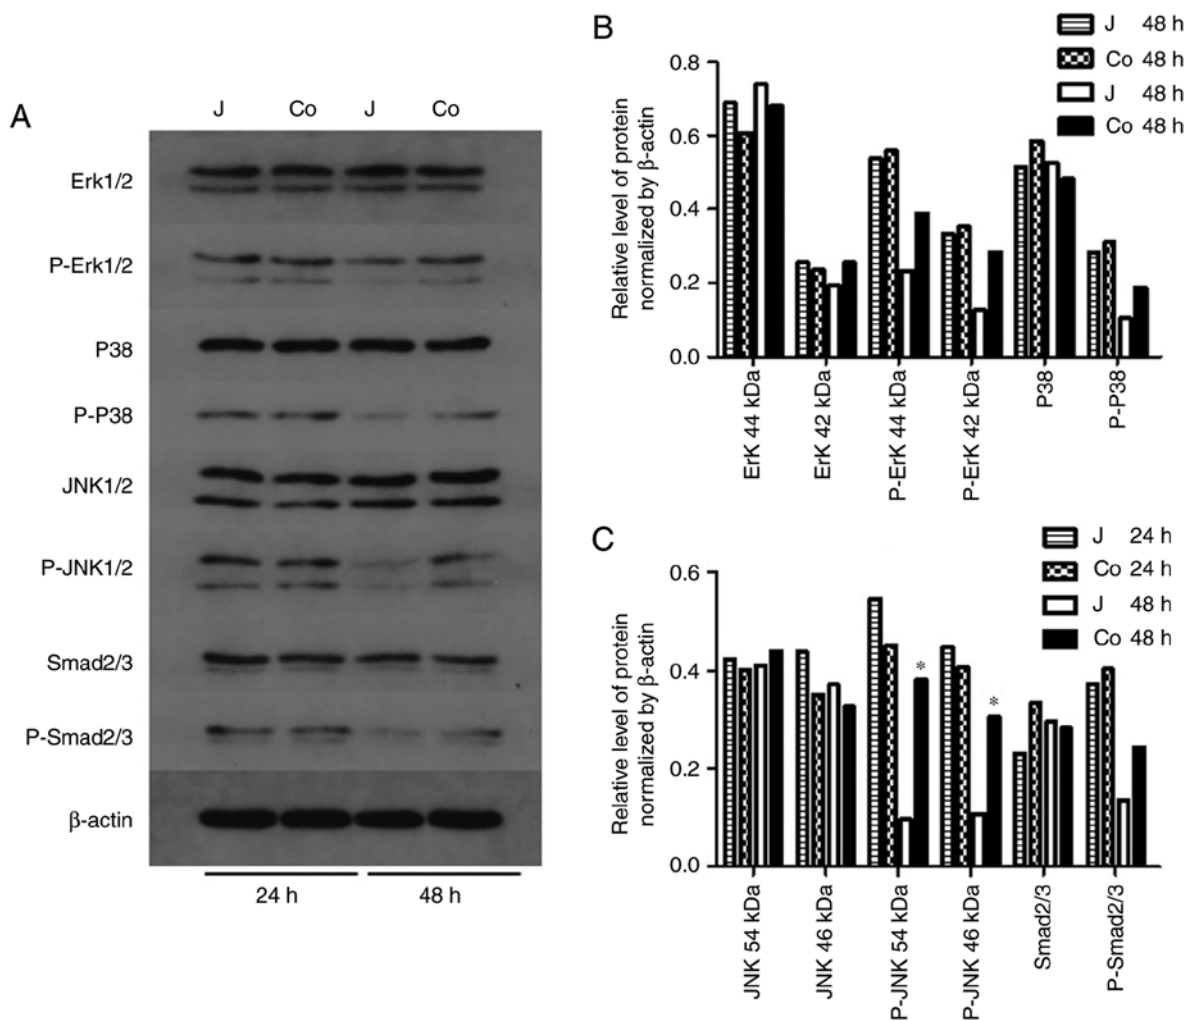 A
J Co J Co
Erk1/2
P-Erk1/2
P38
P-P38
JNK1/2
P-JNK1/2
Smad2/3
P-Smad2/3
β-actin
24 h 48 h
B
J 48 h
Co 48 h
J 48 h
Co 48 h
Relative level of protein
normalized by β-actin
0.8
0.6
0.4
0.2
0.0
ErK 44 kDa
ErK 42 kDa
P-ErK 44 kDa
P-ErK 42 kDa
P38
P-P38
C
J 24 h
Co 24 h
J 48 h
Co 48 h
Relative level of protein
normalized by β-actin
0.6
0.4
0.2
0.0
*
*
JNK 54 kDa
JNK 46 kDa
P-JNK 54 kDa
P-JNK 46 kDa
Smad2/3
P-Smad2/3